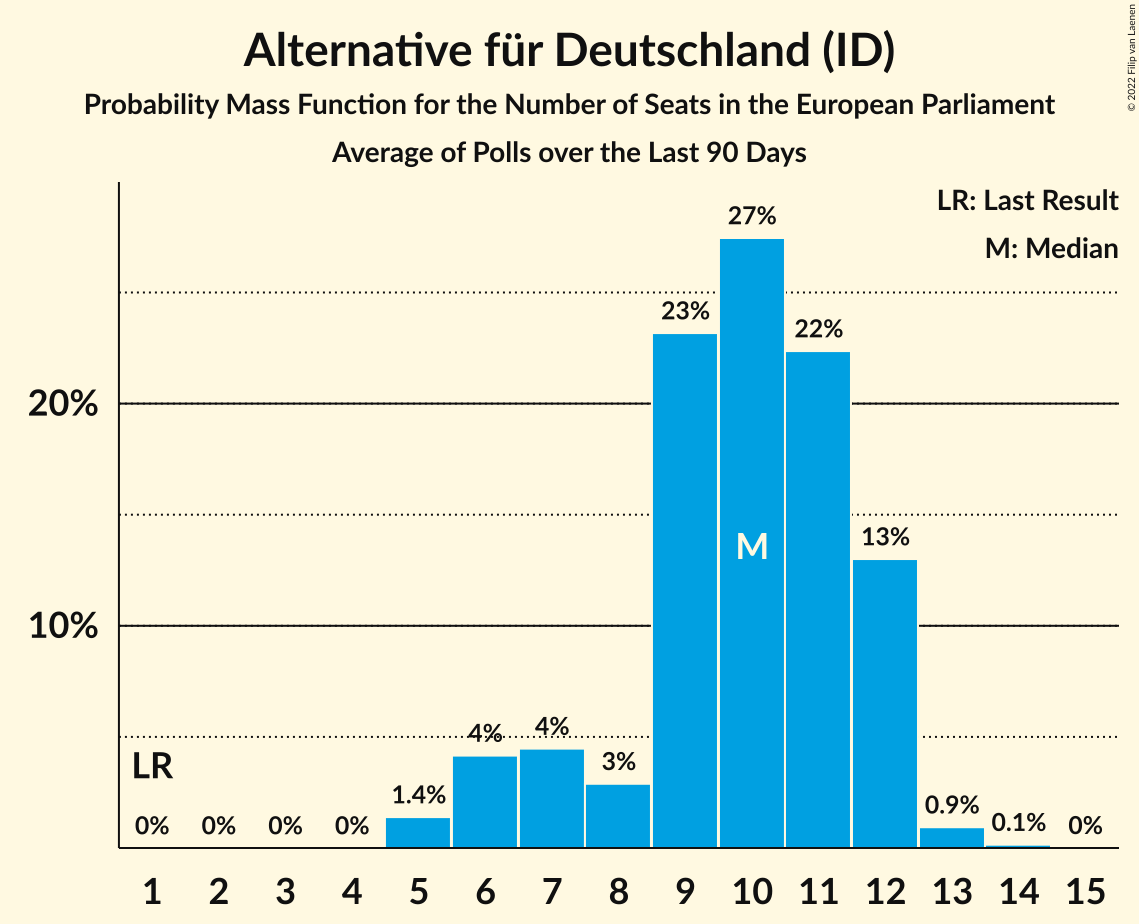 Alternative für Deutschland (ID)
Probability Mass Function for the Number of Seats in the European Parliament
Average of Polls over the Last 90 Days
© 2022 Filip van Laenen
LR: Last Result
M: Median
27%
23%
22%
20%
M
13%
10%
4%
4%
3%
LR
1.4%
0.9%
0.1%
0%
0%
0%
0%
0%
1 2 3 4 5 6 7 8 9 10 11 12 13 14 15